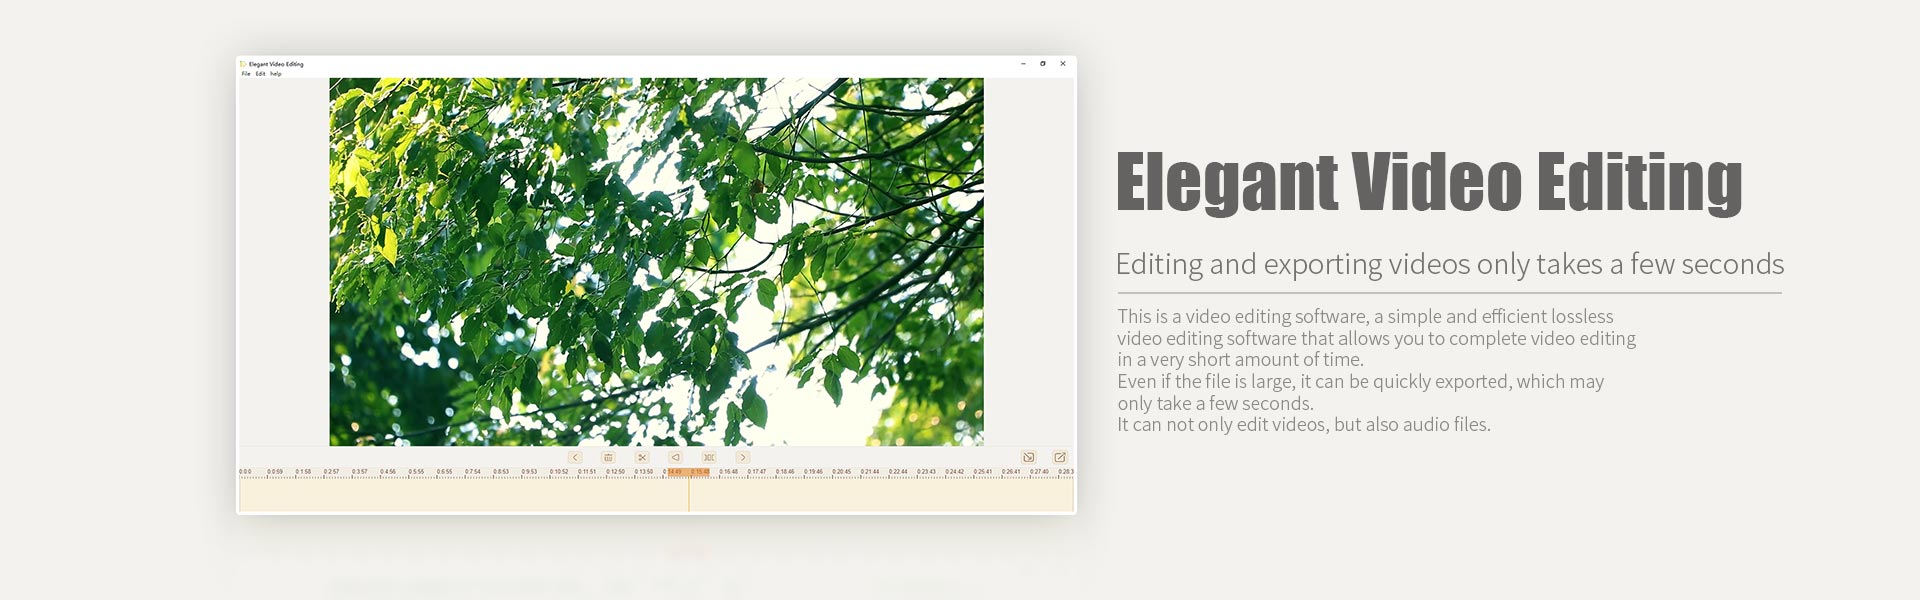 Elegant Video Editing
File Edit help
0:0.0 0:0:59 0:1:58 0:2:57 0:3:57 0:4:56 0:5:55 0:6:55 0:7:54 0:8:53 0:9:53 0:10:52 0:11:51 0:12:50 0:13:50 0:14:49 0:15:48 0:16:48 0:17:47 0:18:46 0:19:46 0:20:45 0:21:44 0:22:44 0:23:43 0:24:42 0:25:41 0:26:41 0:27:40
Elegant Video Editing
Editing and exporting videos only takes a few seconds
This is a video editing software, a simple and efficient lossless
video editing software that allows you to complete video editing
in a very short amount of time.
Even if the file is large, it can be quickly exported, which may
only take a few seconds.
It can not only edit videos, but also audio files.